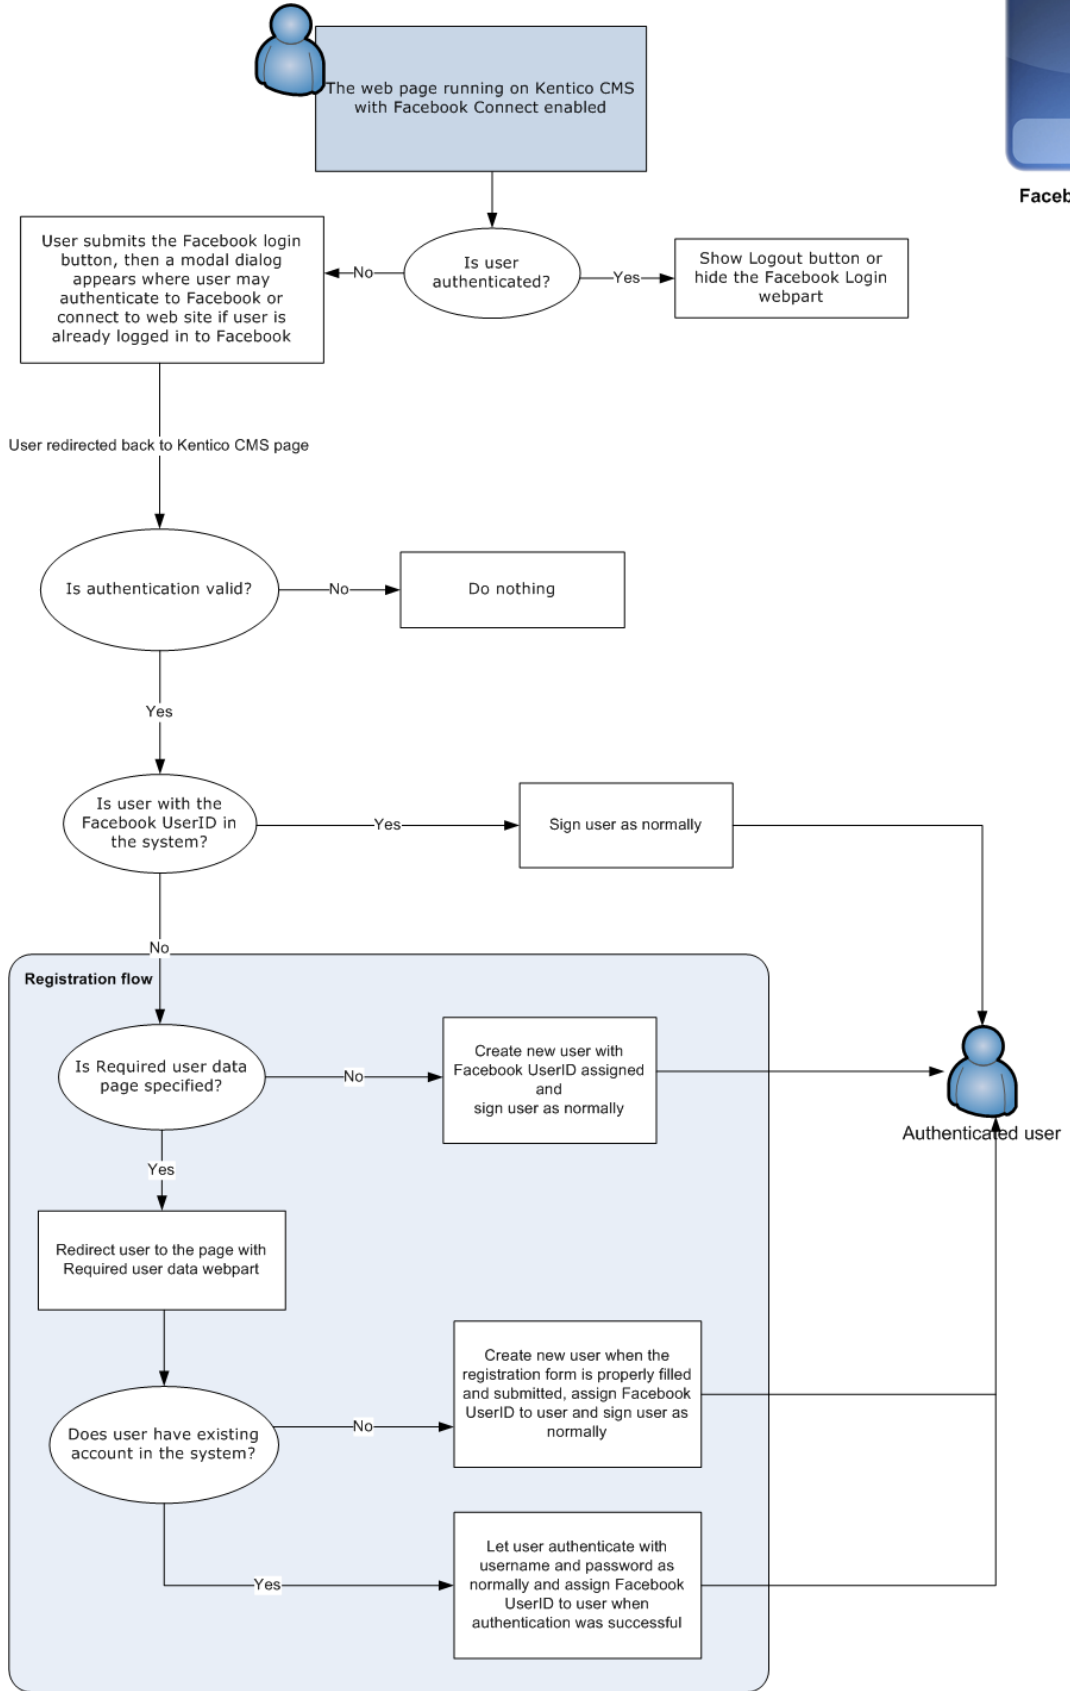 The web page running on Kentico CMS
with Facebook Connect enabled
Faceb
User submits the Facebook login
button, then a modal dialog
appears where user may
authenticate to Facebook or
connect to web site if user is
already logged in to Facebook
No
Is user
authenticated?
Yes
Show Logout button or
hide the Facebook Login
webpart
User redirected back to Kentico CMS page
Is authentication valid?
No
Do nothing
Yes
Is user with the
Facebook UserID in
the system?
Yes
Sign user as normally
No
Registration flow
Is Required user data
page specified?
No
Create new user with
Facebook UserID assigned
and
sign user as normally
Authenticated user
Yes
Redirect user to the page with
Required user data webpart
Does user have existing
account in the system?
No
Create new user when the
registration form is properly filled
and submitted, assign Facebook
UserID to user and sign user as
normally
Yes
Let user authenticate with
username and password as
normally and assign Facebook
UserID to user when
authentication was successful